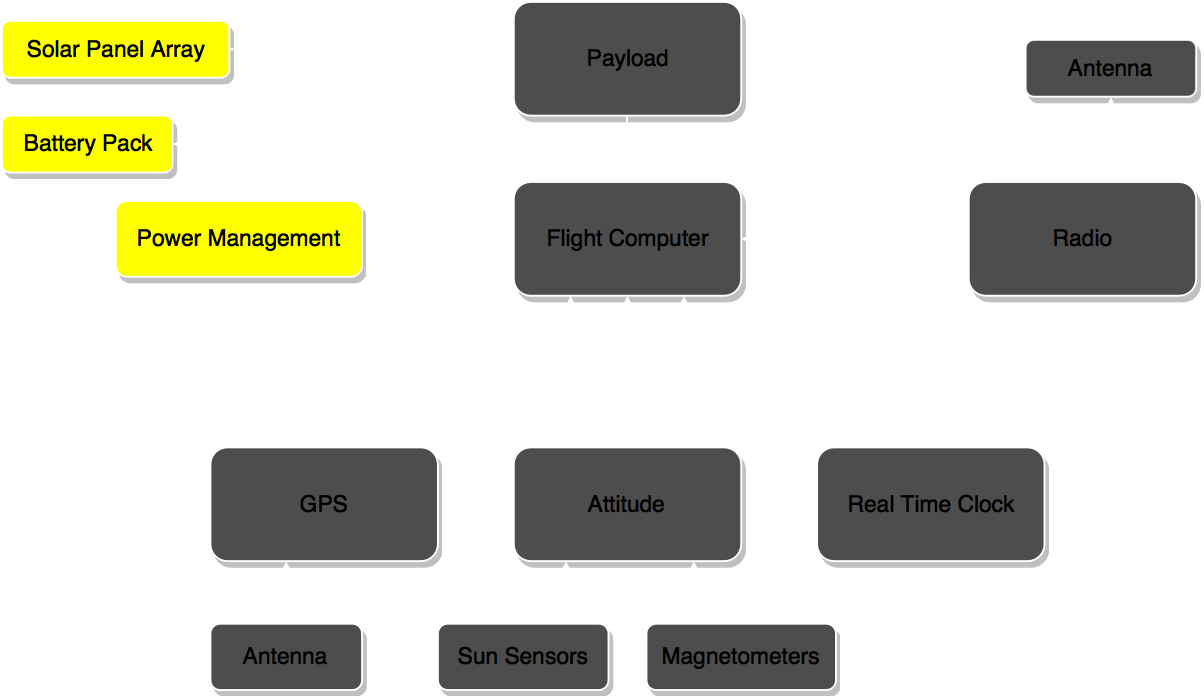 Solar Panel Array
Payload
Antenna
Battery Pack
Power Management
Flight Computer
Radio
GPS
Attitude
Real Time Clock
Antenna
Sun Sensors
Magnetometers